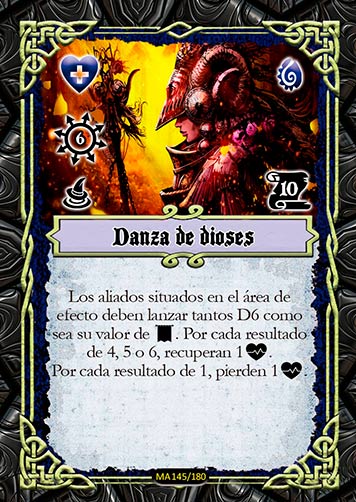 6
10
Danza de dioses
Los aliados situados en el área de
efecto deben lanzar tantos D6 como
sea su valor de . Por cada resultado
de 4, 5 o 6, recuperan 1 .
Por cada resultado de 1, pierden 1 .
MA145/180